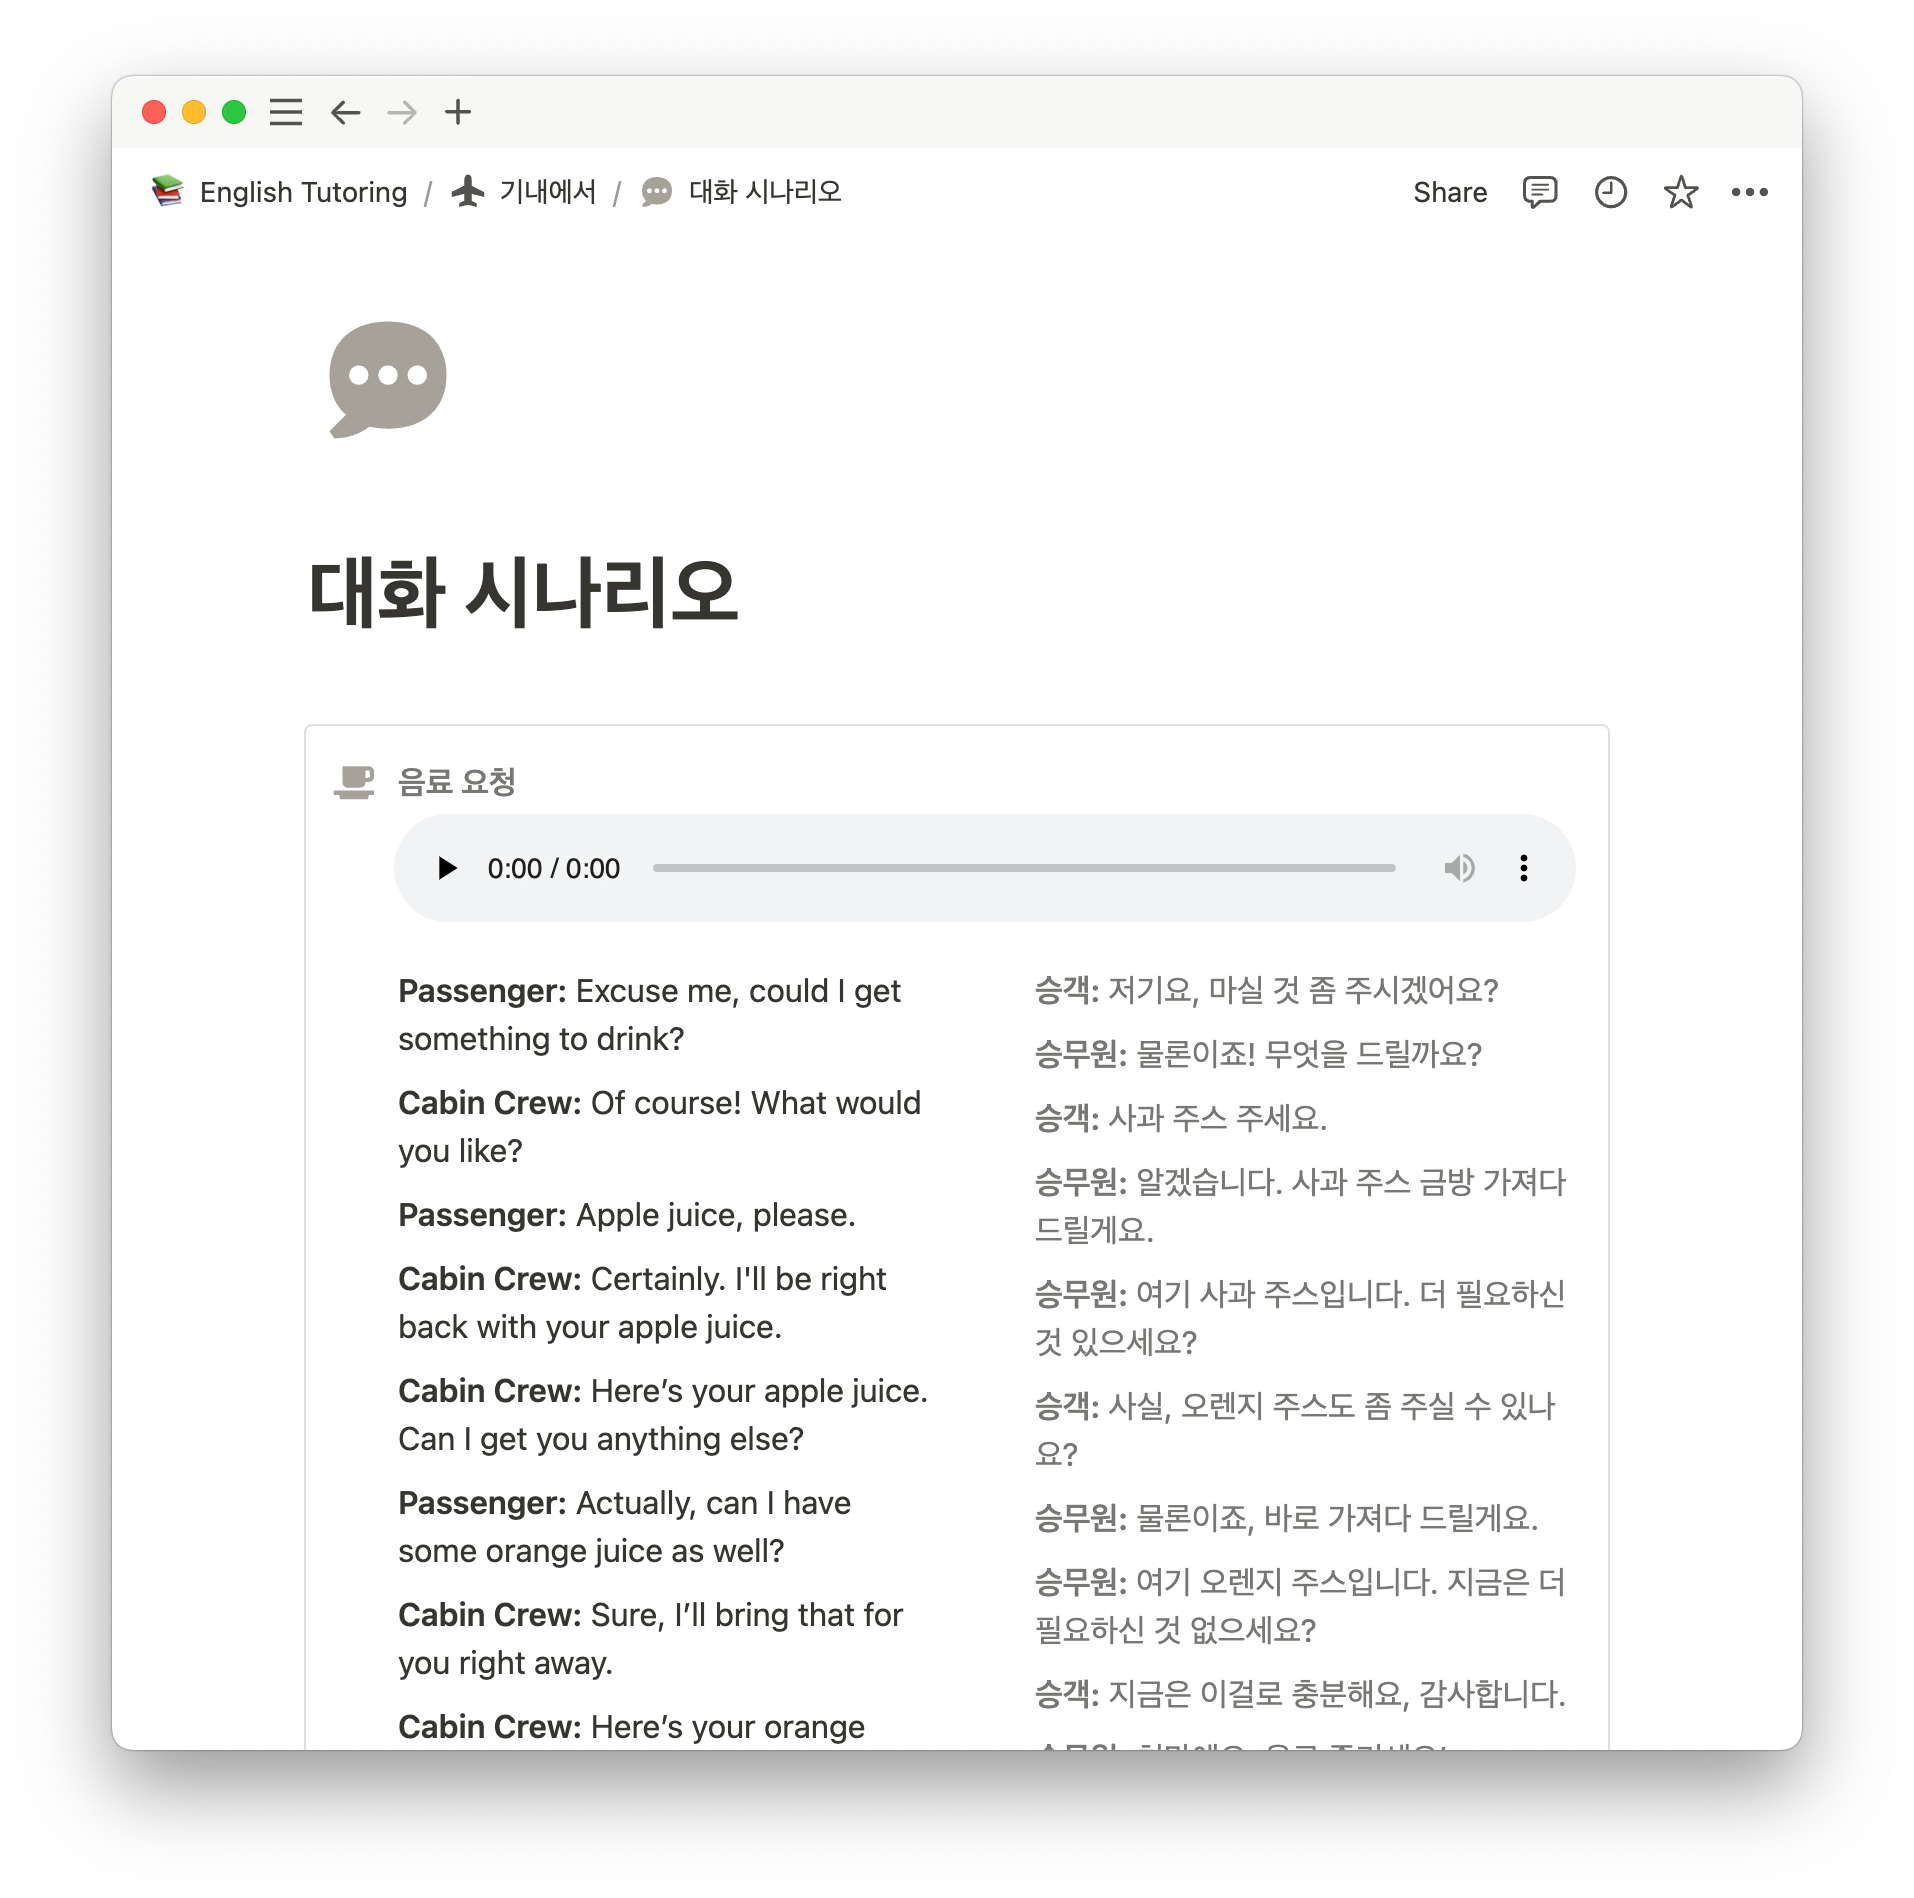 English Tutoring / 기내에서 / 대화 시나리오
Share
대화 시나리오
음료 요청
0:00 / 0:00
Passenger: Excuse me, could I get
something to drink?
Cabin Crew: Of course! What would
you like?
Passenger: Apple juice, please.
Cabin Crew: Certainly. I'll be right
back with your apple juice.
Cabin Crew: Here’s your apple juice.
Can I get you anything else?
Passenger: Actually, can I have
some orange juice as well?
Cabin Crew: Sure, I’ll bring that for
you right away.
Cabin Crew: Here’s your orange
승객: 저기요, 마실 것 좀 주시겠어요?
승무원: 물론이죠! 무엇을 드릴까요?
승객: 사과 주스 주세요.
승무원: 알겠습니다. 사과 주스 금방 가져다
드릴게요.
승무원: 여기 사과 주스입니다. 더 필요하신
것 있으세요?
승객: 사실, 오렌지 주스도 좀 주실 수 있나
요?
승무원: 물론이죠, 바로 가져다 드릴게요.
승무원: 여기 오렌지 주스입니다. 지금은 더
필요하신 것 없으세요?
승객: 지금은 이걸로 충분해요, 감사합니다.